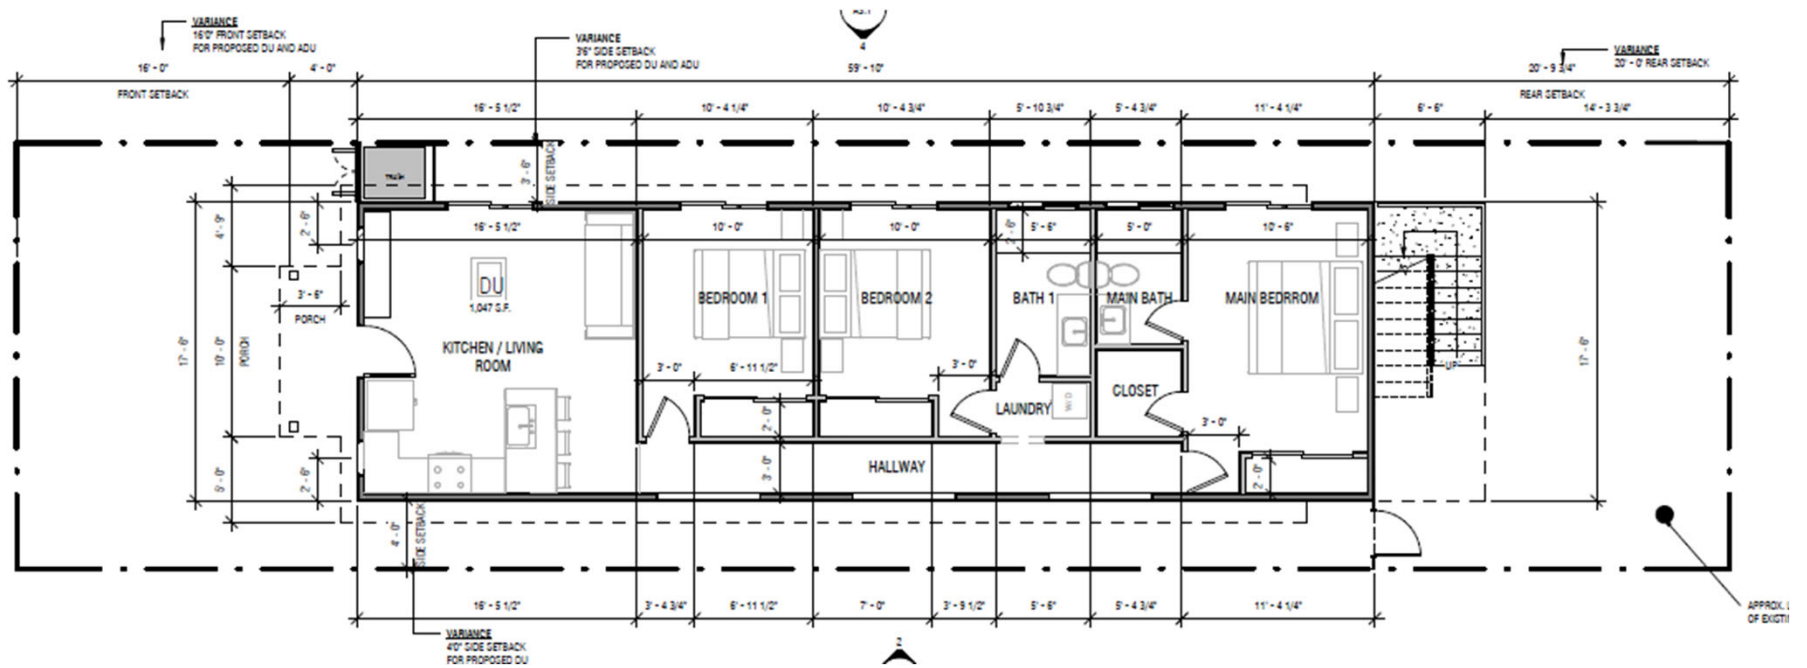 VARIANCE
16'0" FRONT SETBACK
FOR PROPOSED DU AND ADU
VARIANCE
3'6" SIDE SETBACK
FOR PROPOSED DU AND ADU
4
VARIANCE
20' - 0' REAR SETBACK
16' - 0"
4' - 0"
59' - 10"
20' - 9 3/4"
FRONT SETBACK
REAR SETBACK
16' - 5 1/2"
10' - 4 1/4"
10' - 4 3/4"
5' - 10 3/4"
5' - 4 3/4"
11' - 4 1/4"
6' - 6"
14' - 3 3/4"
TRASH
3' - 6"
SIDE SETBACK
4' - 9"
2' - 6"
16' - 5 1/2"
10' - 0"
10' - 0"
2' - 6"
5' - 6"
5' - 0"
10' - 6"
DU
1,047 S.F.
3' - 6"
PORCH
BEDROOM 1
BEDROOM 2
BATH 1
MAIN BATH
MAIN BEDRROM
17' - 6"
10' - 0"
PORCH
KITCHEN / LIVING
ROOM
3' - 0"
6' - 11 1/2"
3' - 0"
17' - 6"
UP
CLOSET
LAUNDRY
W/D
2' - 0"
3' - 0"
HALLWAY
3' - 0"
2' - 0"
5' - 0"
2' - 6"
4' - 0"
SIDE SETBACK
16' - 5 1/2"
3' - 4 3/4"
6' - 11 1/2"
7' - 0"
3' - 9 1/2"
5' - 6"
5' - 4 3/4"
11' - 4 1/4"
APPROX.
OF
VARIANCE
4'0" SIDE SETBACK
FOR PROPOSED DU
2